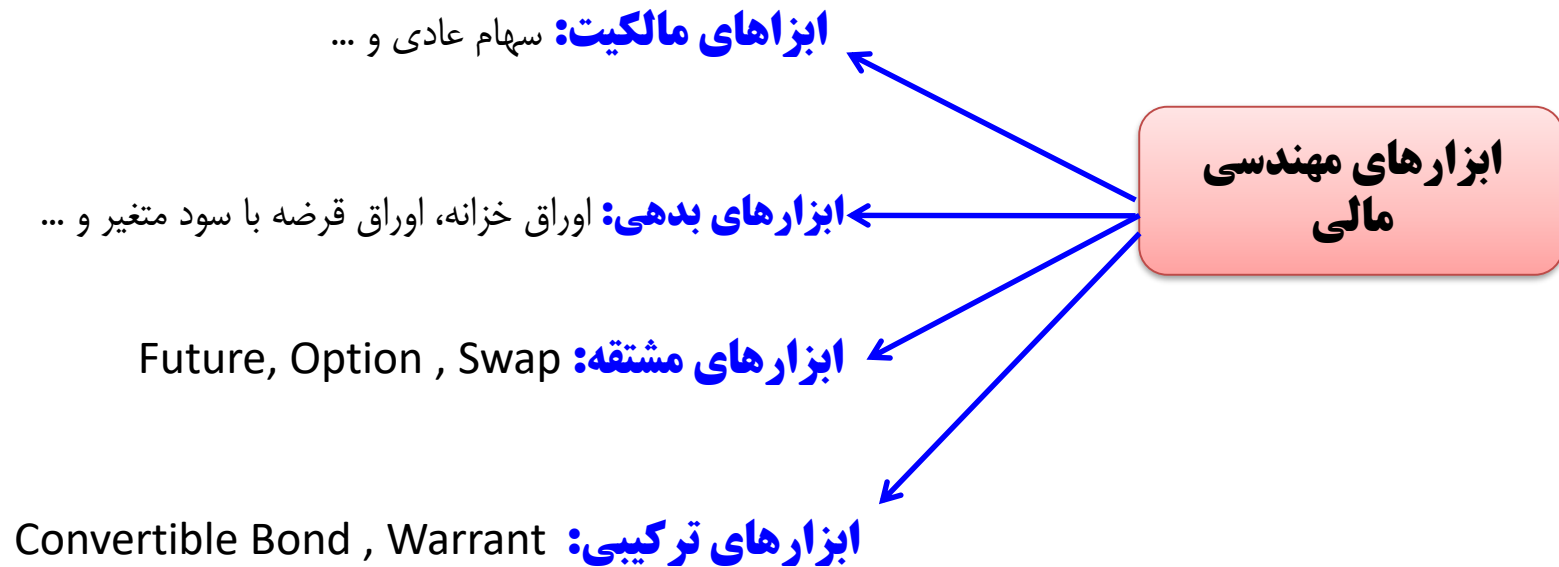 ابزارهای مهندسی
مالی
ابزاهای مالکیت: سهام عادی و ...
ابزارهای بدهی: اوراق خزانه، اوراق قرضه با سود متغیر و ...
ابزارهای مشتقه: Future, Option , Swap
ابزارهای ترکیبی: Convertible Bond , Warrant